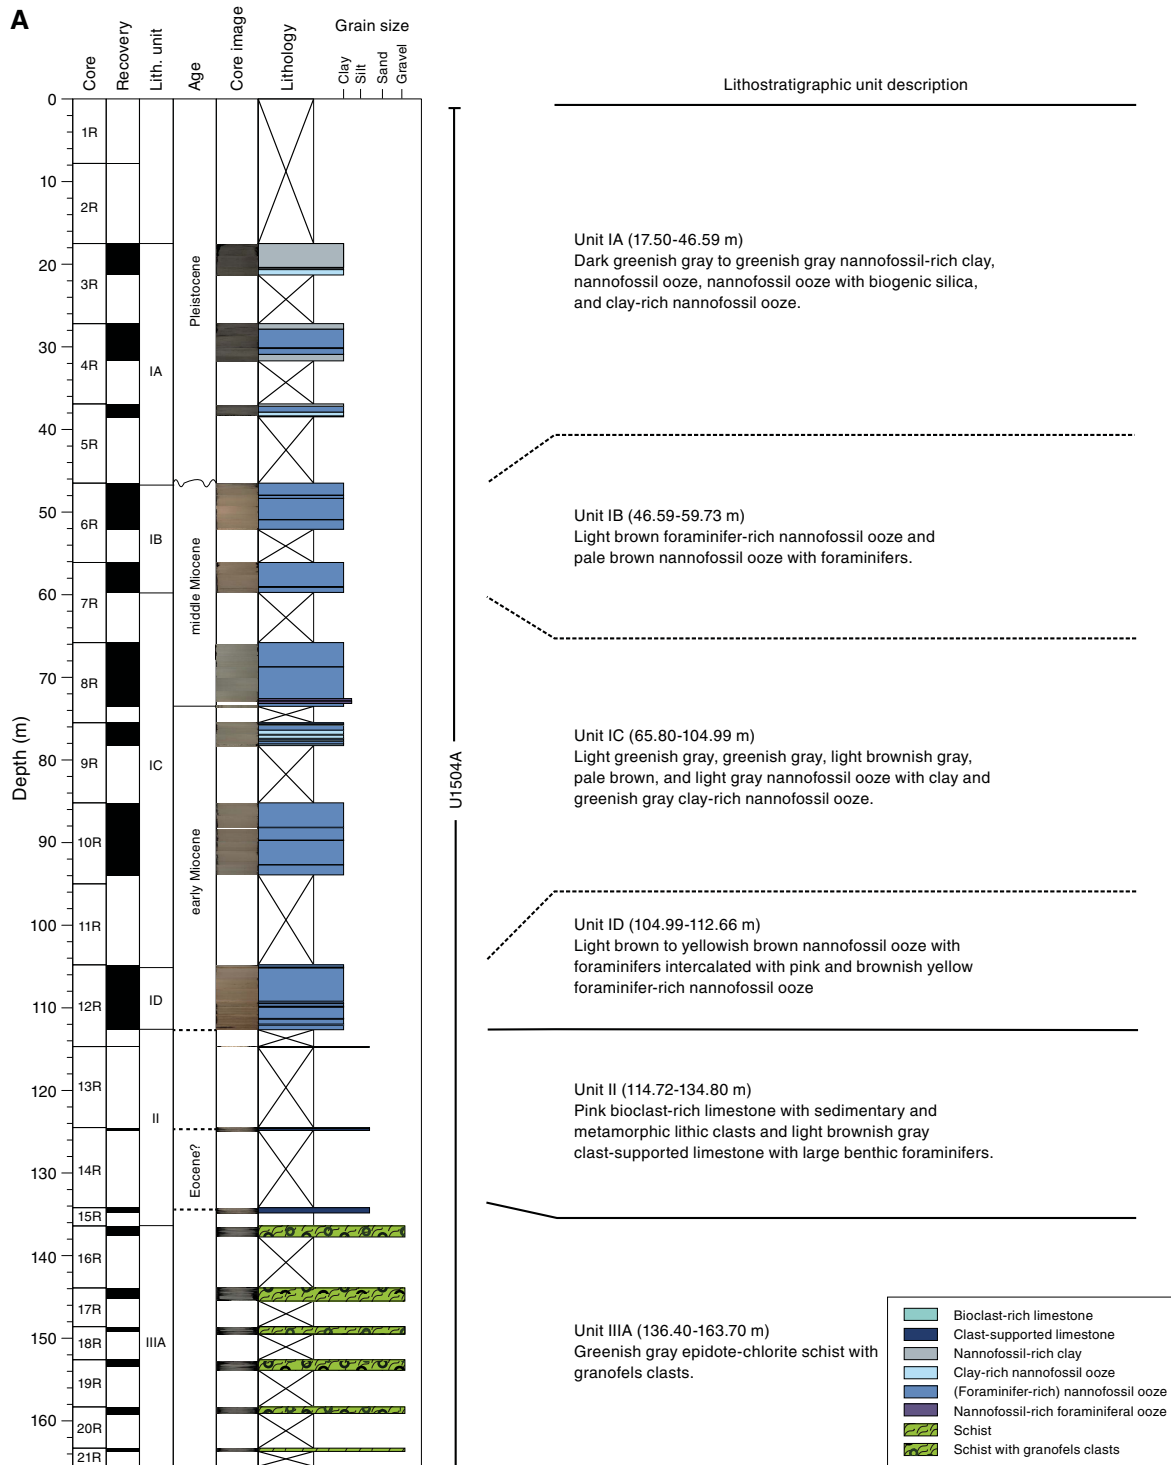 A
Core
Recovery
Lith. unit
Age
Core image
Lithology
Grain size
Clay
Silt
Sand
Gravel
Lithostratigraphic unit description
Depth (m)
0
10
20
30
40
50
60
70
80
90
100
110
120
130
140
150
160
1R
2R
3R
4R
5R
6R
7R
8R
9R
10R
11R
12R
13R
14R
15R
16R
17R
18R
19R
20R
21R
IA
IB
IC
ID
II
IIIA
Pleistocene
middle Miocene
early Miocene
Eocene?
U1504A
Unit IA (17.50-46.59 m)
Dark greenish gray to greenish gray nannofossil-rich clay,
nannofossil ooze, nannofossil ooze with biogenic silica,
and clay-rich nannofossil ooze.
Unit IB (46.59-59.73 m)
Light brown foraminifer-rich nannofossil ooze and
pale brown nannofossil ooze with foraminifers.
Unit IC (65.80-104.99 m)
Light greenish gray, greenish gray, light brownish gray,
pale brown, and light gray nannofossil ooze with clay and
greenish gray clay-rich nannofossil ooze.
Unit ID (104.99-112.66 m)
Light brown to yellowish brown nannofossil ooze with
foraminifers intercalated with pink and brownish yellow
foraminifer-rich nannofossil ooze
Unit II (114.72-134.80 m)
Pink bioclast-rich limestone with sedimentary and
metamorphic lithic clasts and light brownish gray
clast-supported limestone with large benthic foraminifers.
Unit IIIA (136.40-163.70 m)
Greenish gray epidote-chlorite schist with
granofels clasts.
Bioclast-rich limestone
Clast-supported limestone
Nannofossil-rich clay
Clay-rich nannofossil ooze
(Foraminifer-rich) nannofossil ooze
Nannofossil-rich foraminiferal ooze
Schist
Schist with granofels clasts